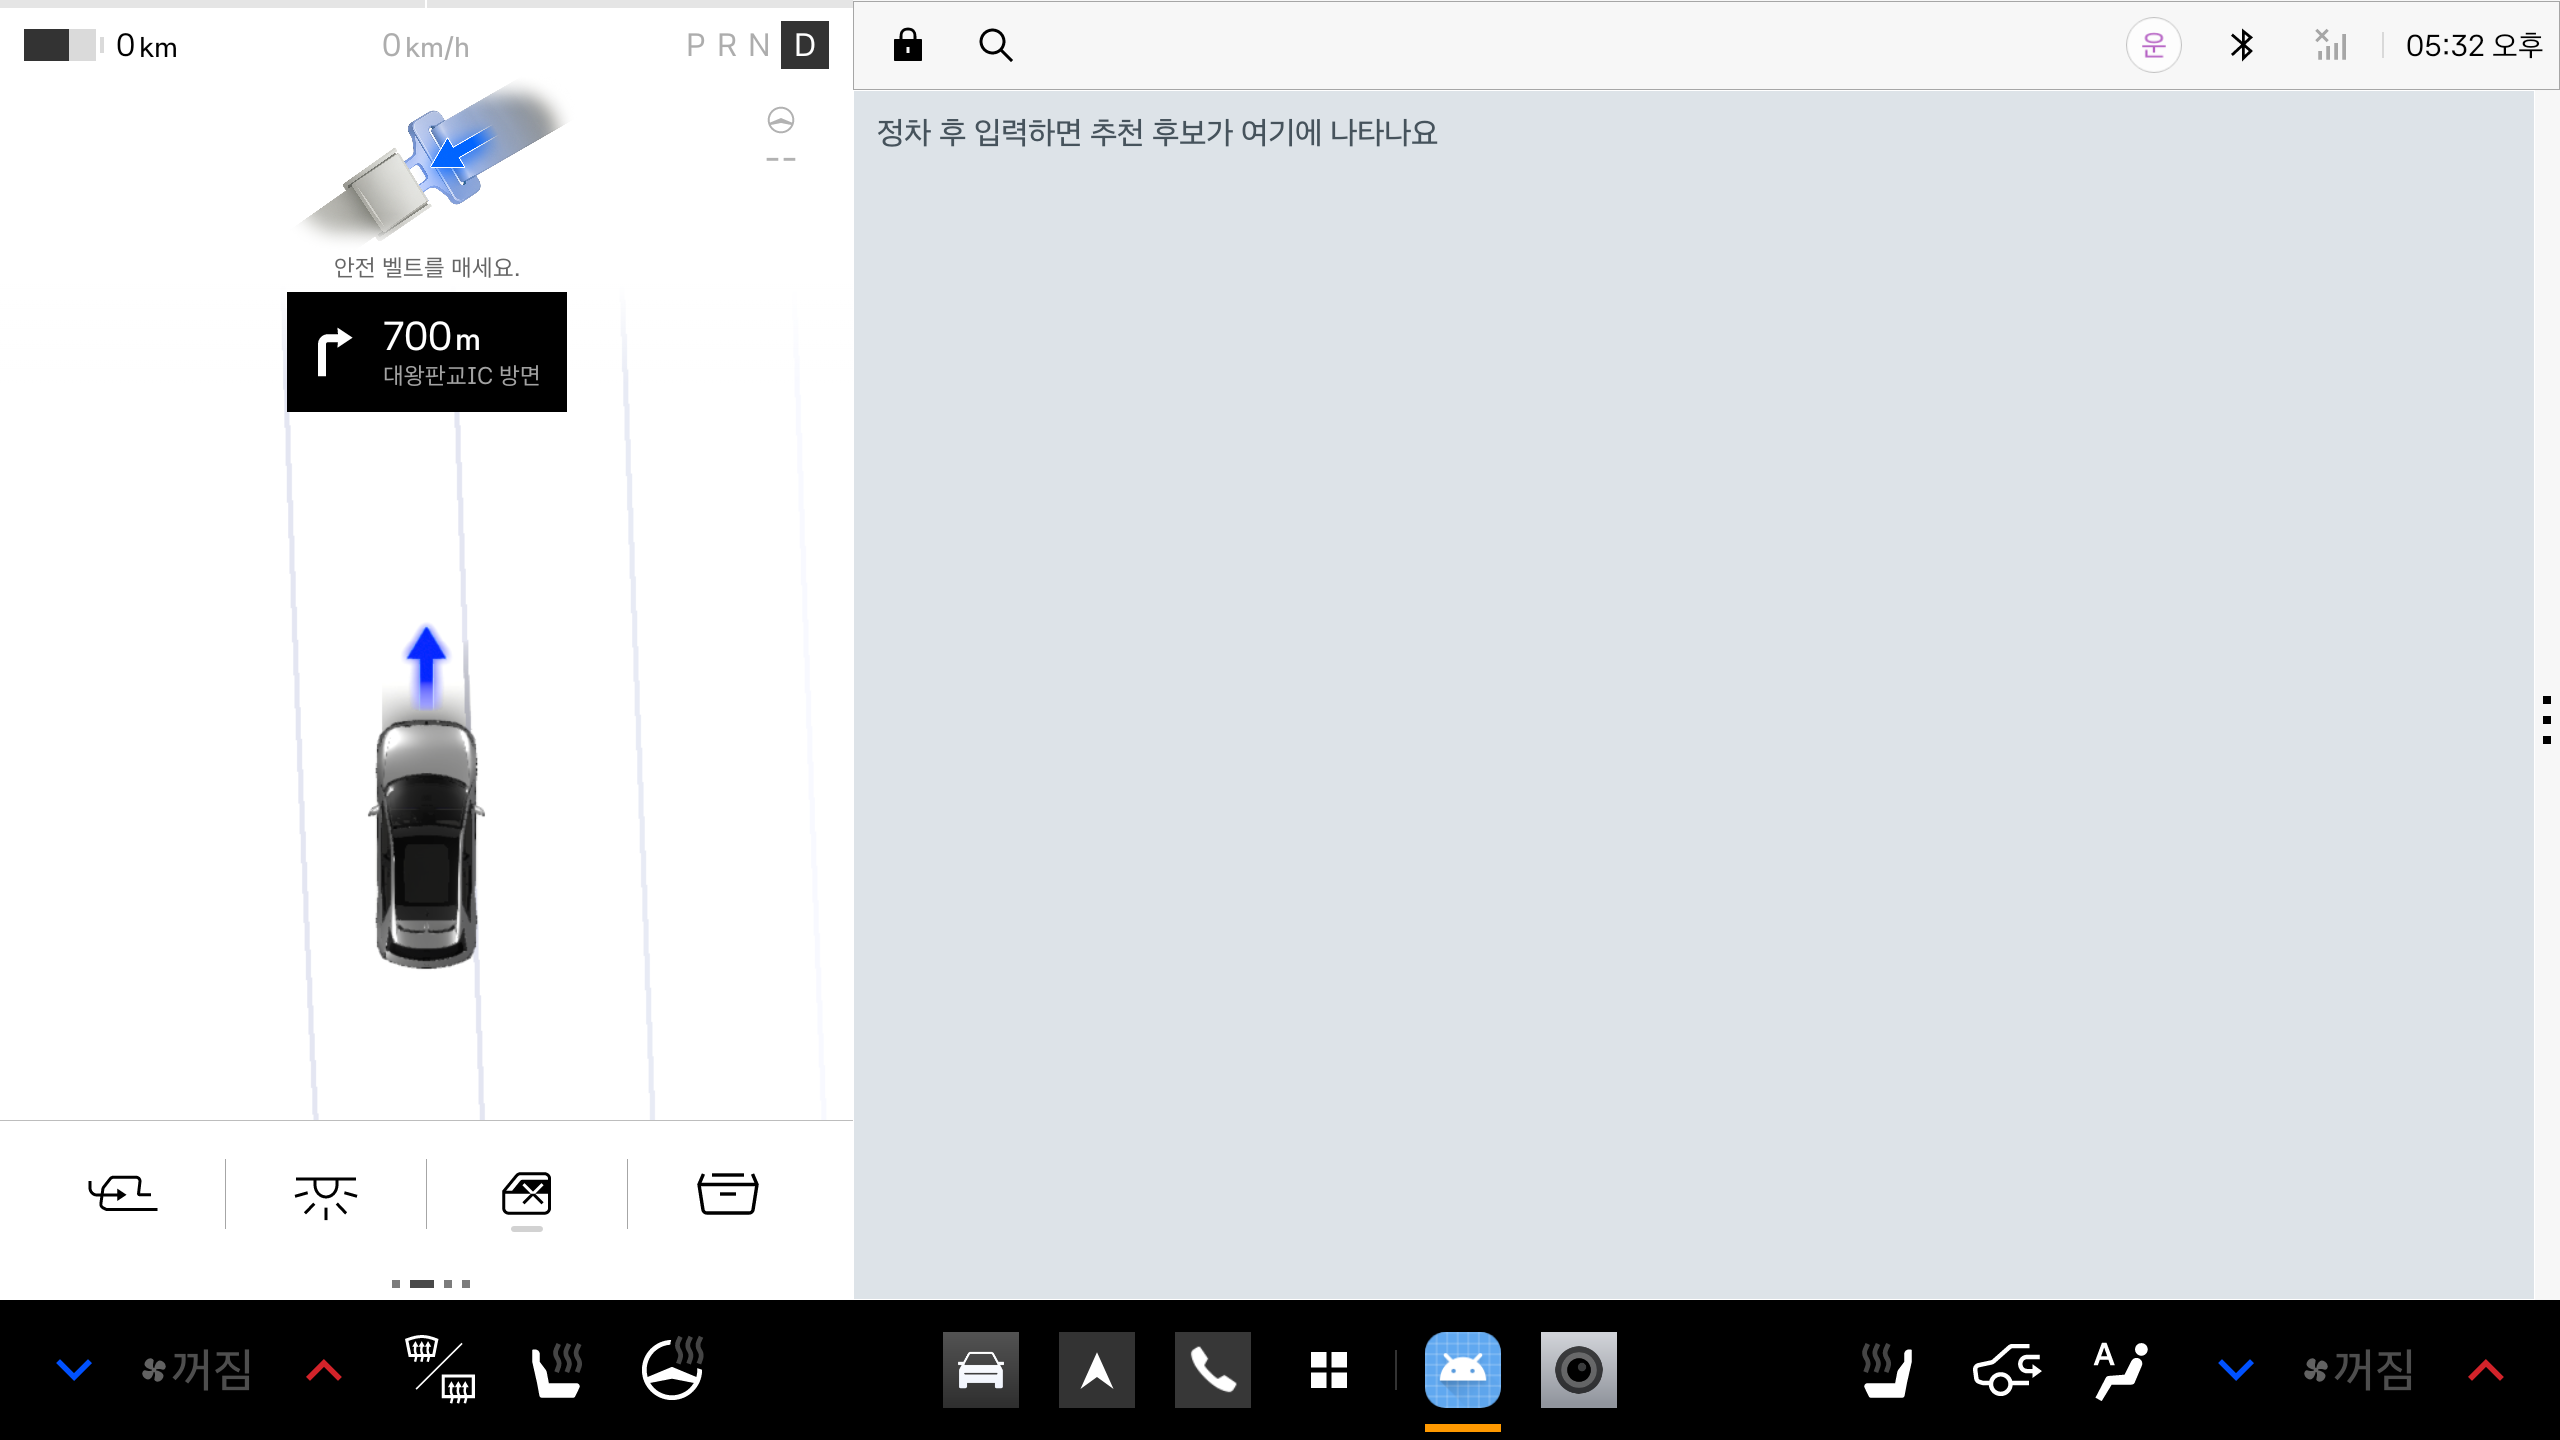 0 km
0 km/h
P R N D
05:32 오후
운
정차 후 입력하면 추천 후보가 여기에 나타나요
--
안전 벨트를 매세요.
700 m
대왕판교IC 방면
꺼짐
A
꺼짐